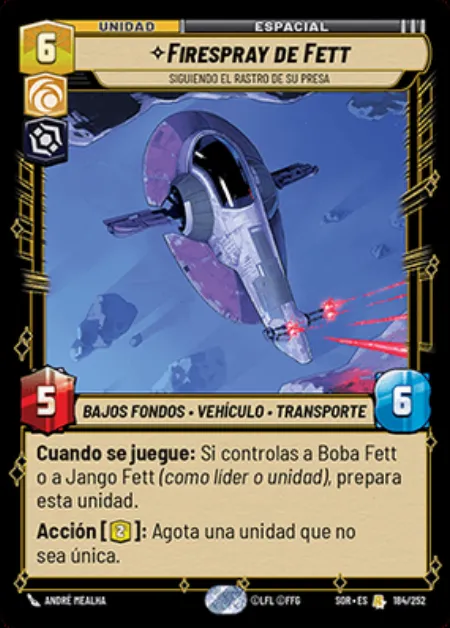 UNIDAD
ESPACIAL
6
✧FIRESPRAY DE FETT
SIGUIENDO EL RASTRO DE SU PRESA
5
BAJOS FONDOS • VEHÍCULO • TRANSPORTE
6
Cuando se juegue: Si controlas a Boba Fett
o a Jango Fett (como líder o unidad), prepara
esta unidad.
Acción [2]: Agota una unidad que no
sea única.
ANDRÉ MEALHA
©LFL ©FFG
SOR • ES R 184/252